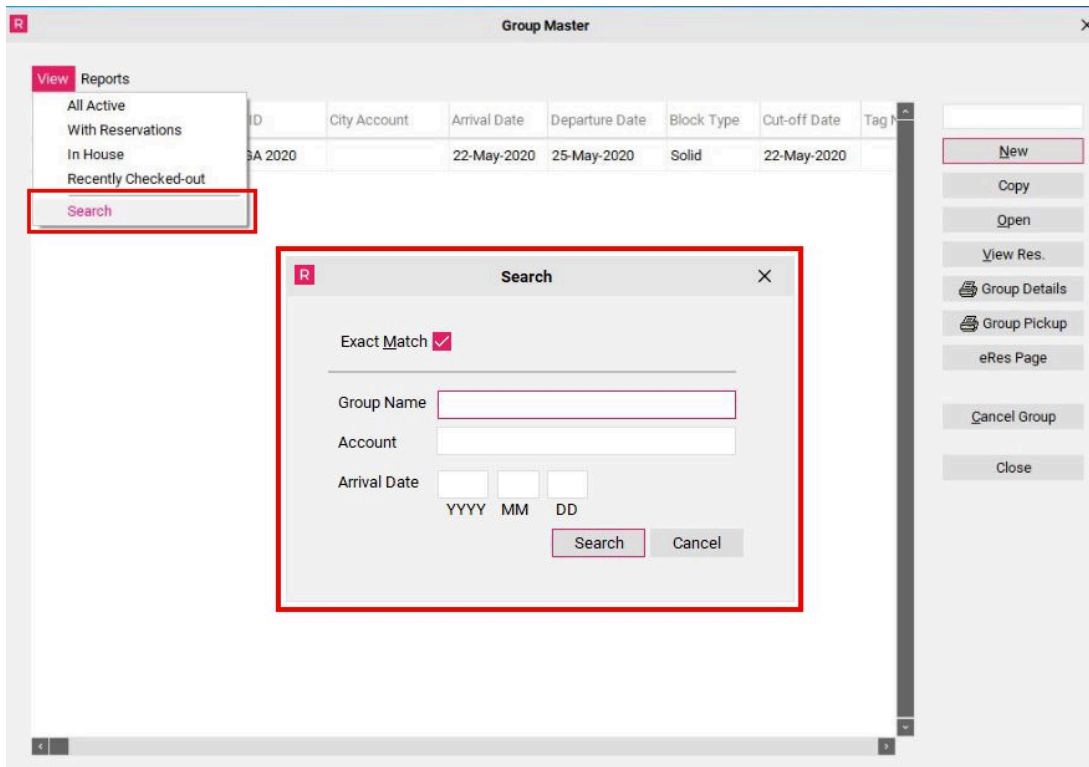 R Group Master
View Reports
All Active
With Reservations
In House
Recently Checked-out
Search
ID City Account Arrival Date Departure Date Block Type Cut-off Date Tag
GA 2020 22-May-2020 25-May-2020 Solid 22-May-2020
New
Copy
Open
View Res.
Group Details
Group Pickup
eRes Page
Cancel Group
Close
R Search
Exact Match
Group Name
Account
Arrival Date
YYYY MM DD
Search Cancel